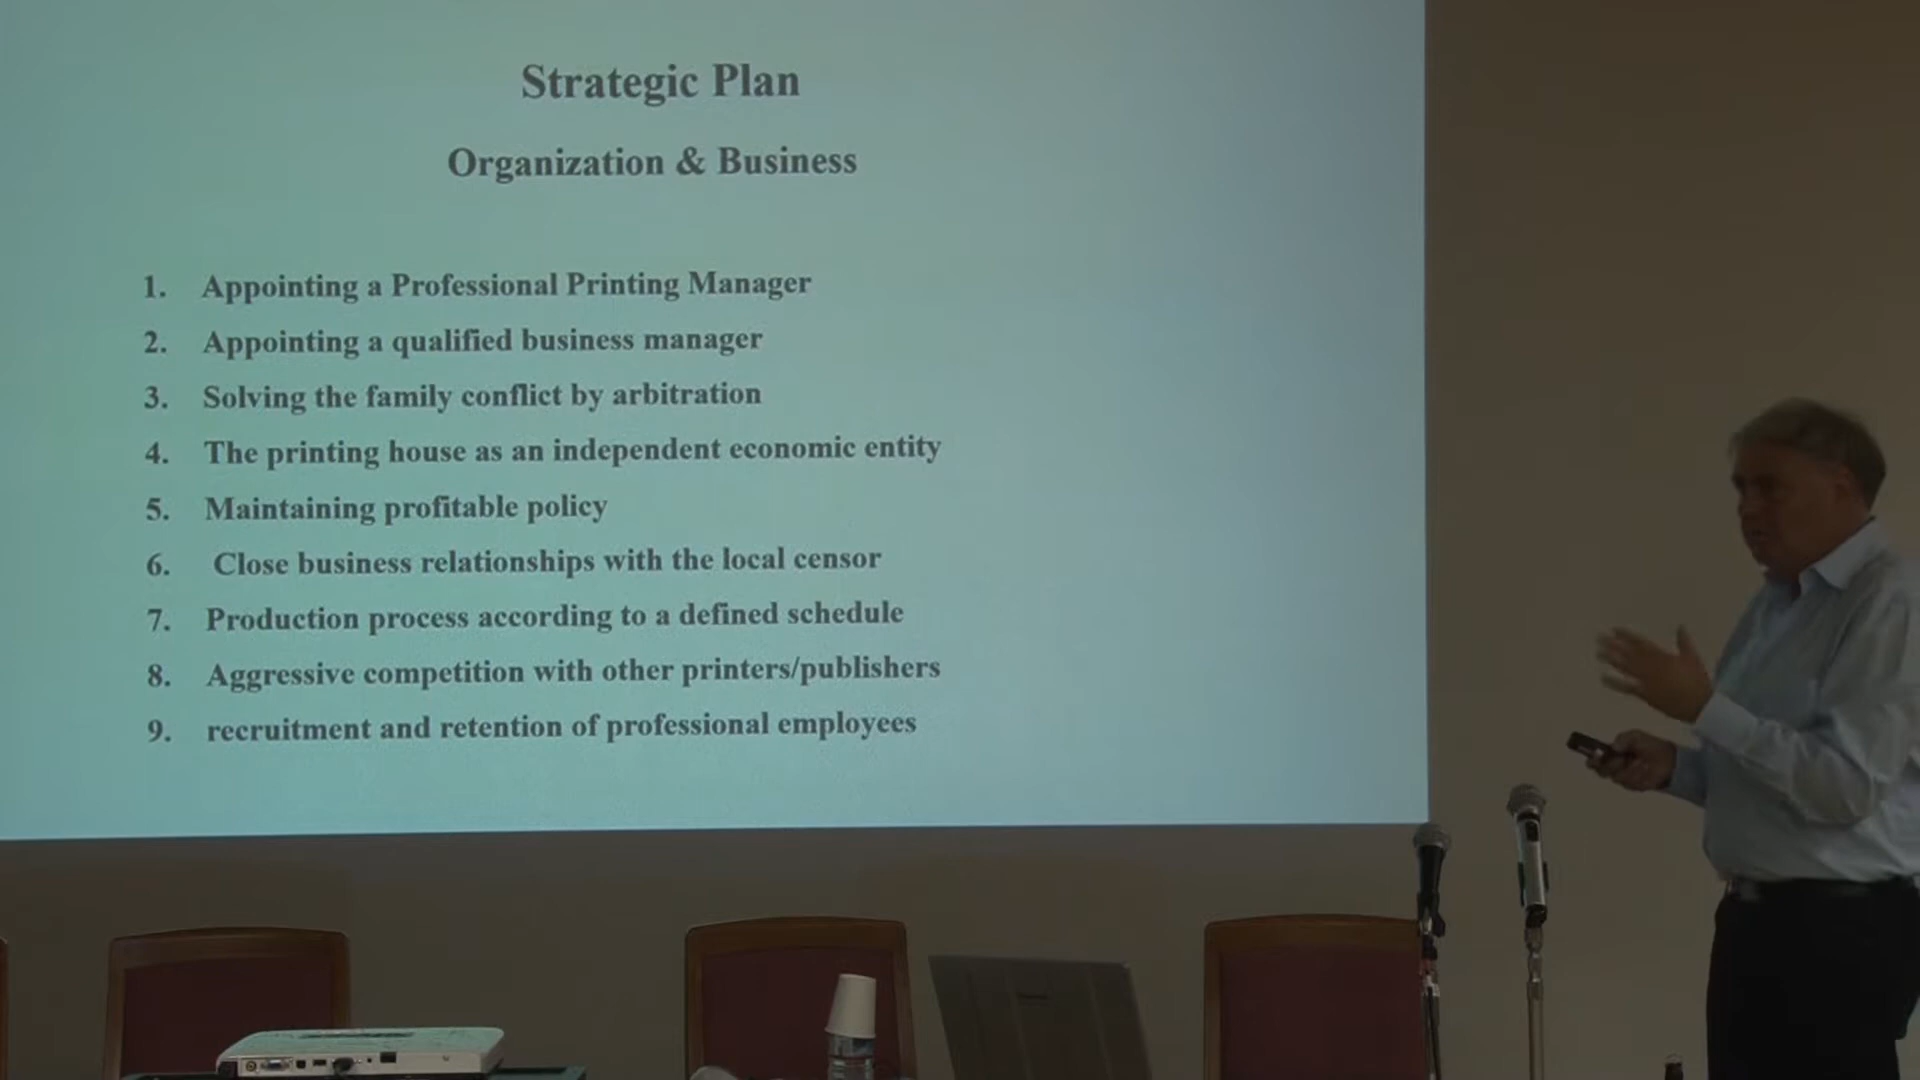 Strategic Plan
Organization & Business
1. Appointing a Professional Printing Manager
2. Appointing a qualified business manager
3. Solving the family conflict by arbitration
4. The printing house as an independent economic entity
5. Maintaining profitable policy
6. Close business relationships with the local censor
7. Production process according to a defined schedule
8. Aggressive competition with other printers/publishers
9. recruitment and retention of professional employees